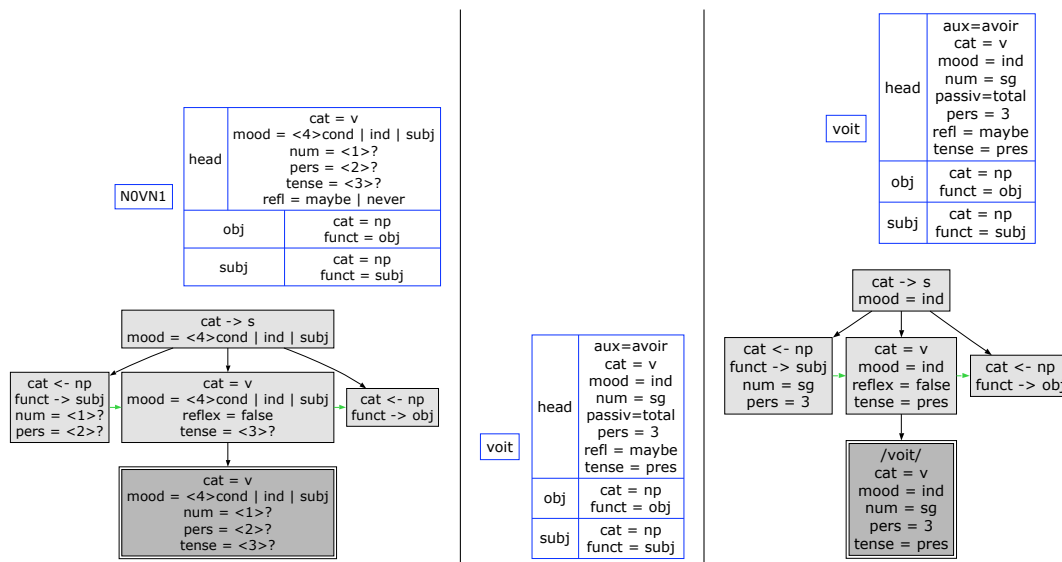 N0VN1
head
cat = v
mood = <4>cond | ind | subj
num = <1>?
pers = <2>?
tense = <3>?
refl = maybe | never
obj
cat = np
funct = obj
subj
cat = np
funct = subj
cat -> s
mood = <4>cond | ind | subj
cat <- np
funct -> subj
num = <1>?
pers = <2>?
cat = v
mood = <4>cond | ind | subj
reflex = false
tense = <3>?
cat <- np
funct -> obj
cat = v
mood = <4>cond | ind | subj
num = <1>?
pers = <2>?
tense = <3>?
voit
head
aux=avoir
cat = v
mood = ind
num = sg
passiv=total
pers = 3
refl = maybe
tense = pres
obj
cat = np
funct = obj
subj
cat = np
funct = subj
voit
head
aux=avoir
cat = v
mood = ind
num = sg
passiv=total
pers = 3
refl = maybe
tense = pres
obj
cat = np
funct = obj
subj
cat = np
funct = subj
cat -> s
mood = ind
cat <- np
funct -> subj
num = sg
pers = 3
cat = v
mood = ind
reflex = false
tense = pres
cat <- np
funct -> obj
/voit/
cat = v
mood = ind
num = sg
pers = 3
tense = pres